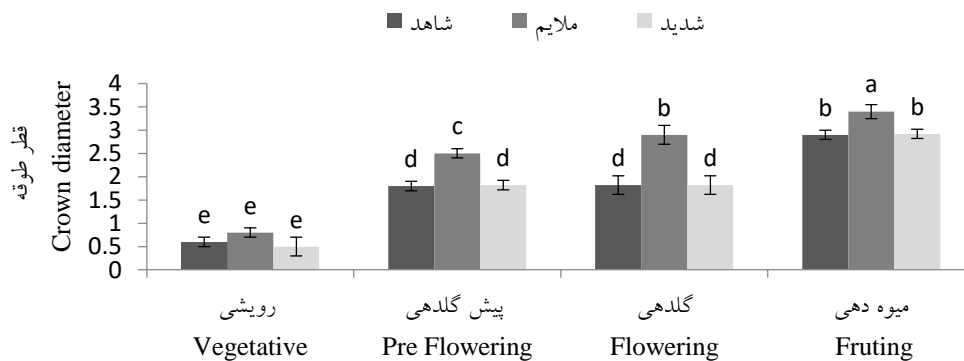 شاهد ملایم شدید
قطر طوقه
Crown diameter
4
3.5
3
2.5
2
1.5
1
0.5
0
e e e
d c d
d b d
b a b
رویشی پیش گلدهی گلدهی میوه دهی
Vegetative Pre Flowering Flowering Fruting